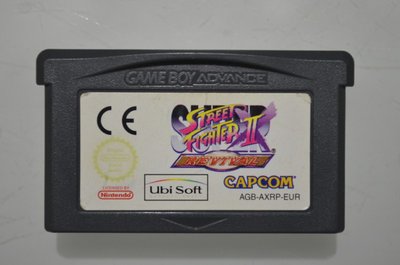 GAME BOY ADVANCE
CE
SUPER
STREET
FIGHTER II
REVIVAL
LICENSED BY
Nintendo
Ubi Soft
CAPCOM
AGB-AXRP-EUR